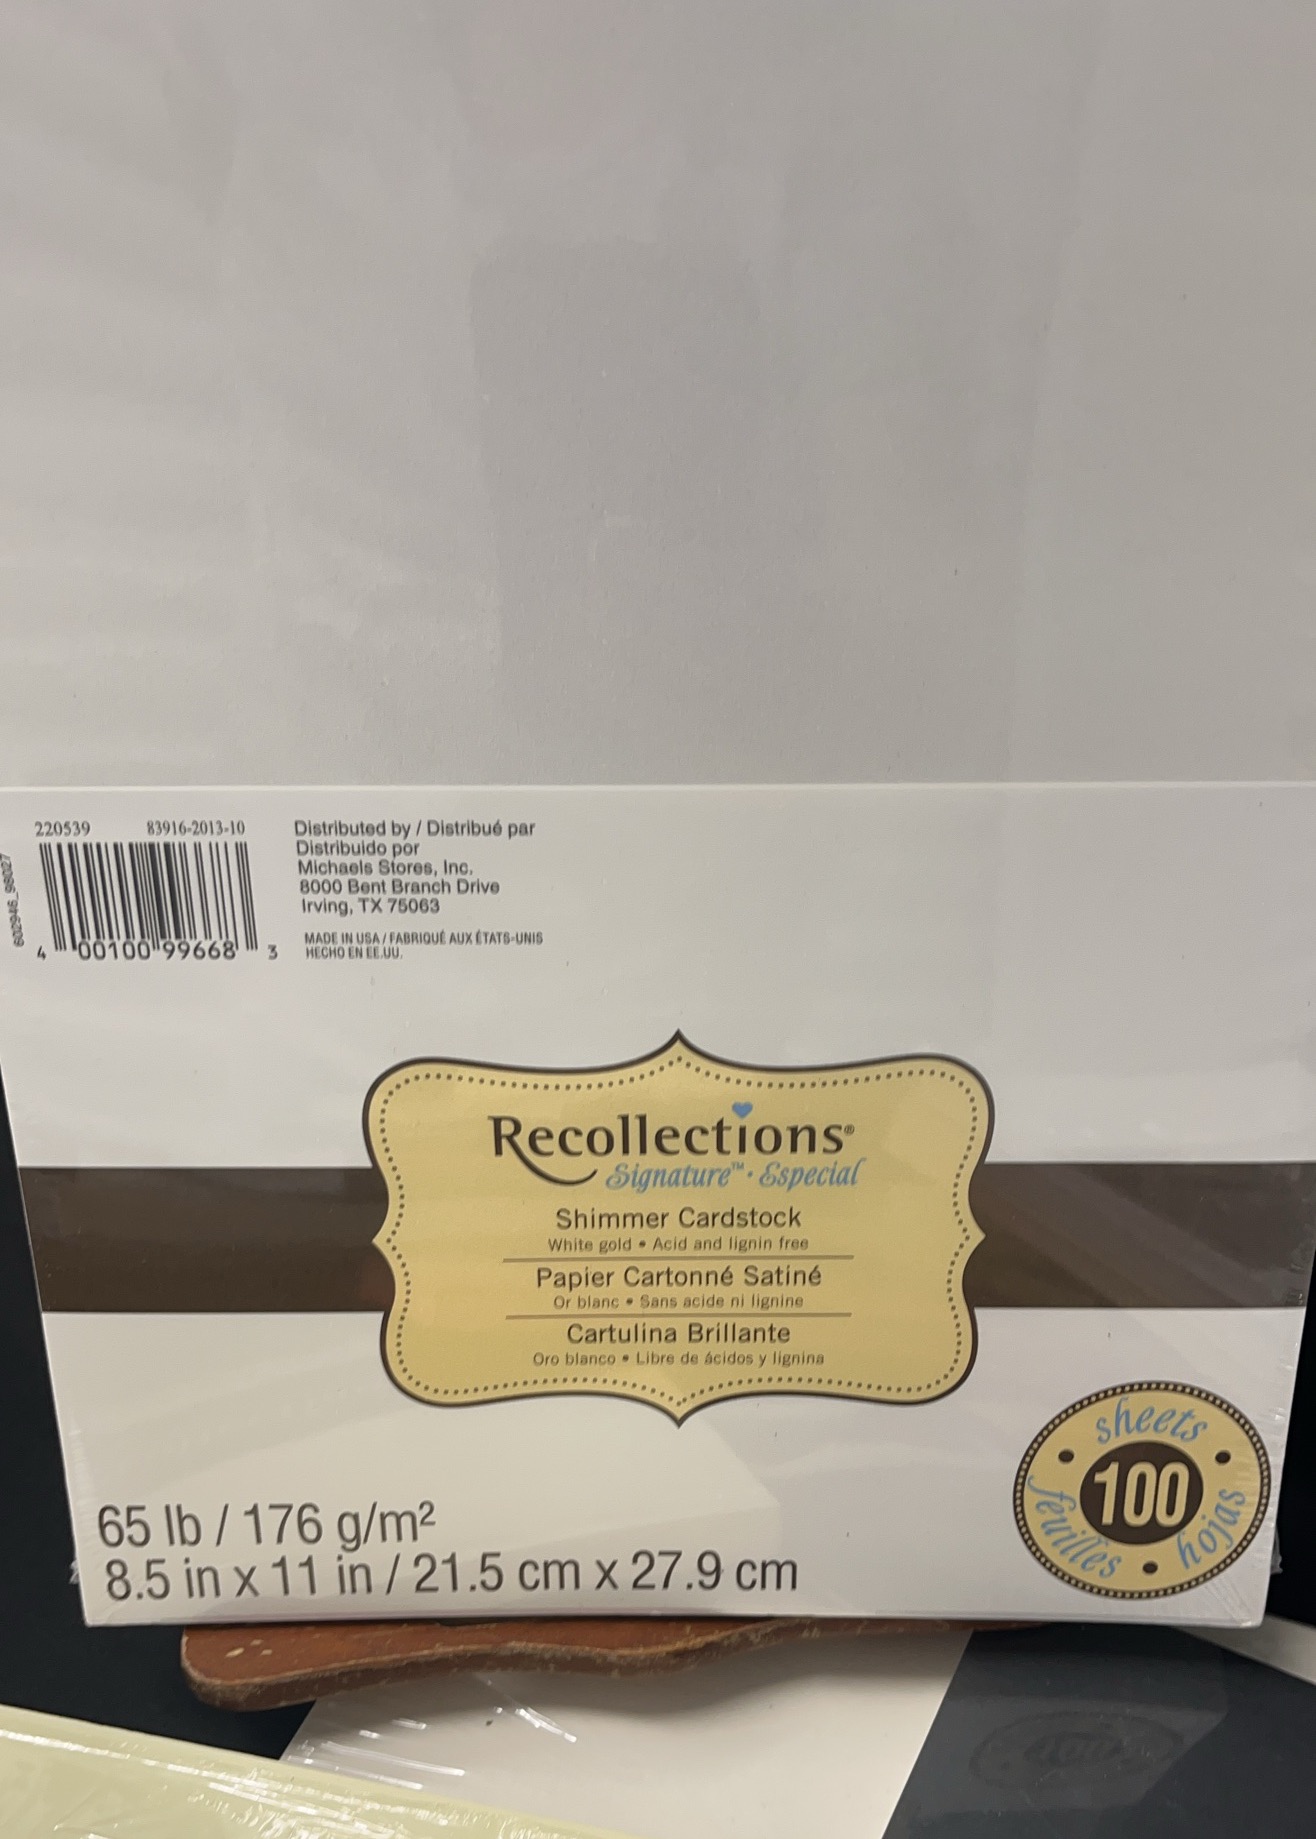 220539 83916-2013-10
602946_98027
4 00100 99668 3
Distributed by / Distribué par
Distribuido por
Michaels Stores, Inc.
8000 Bent Branch Drive
Irving, TX 75063
MADE IN USA / FABRIQUÉ AUX ÉTATS-UNIS
HECHO EN EE.UU.
Recollections®
Signature™ · Especial
Shimmer Cardstock
White gold • Acid and lignin free
Papier Cartonné Satiné
Or blanc • Sans acide ni lignine
Cartulina Brillante
Oro blanco • Libre de ácidos y lignina
sheets
100
feuilles • hojas
65 lb / 176 g/m²
8.5 in x 11 in / 21.5 cm x 27.9 cm